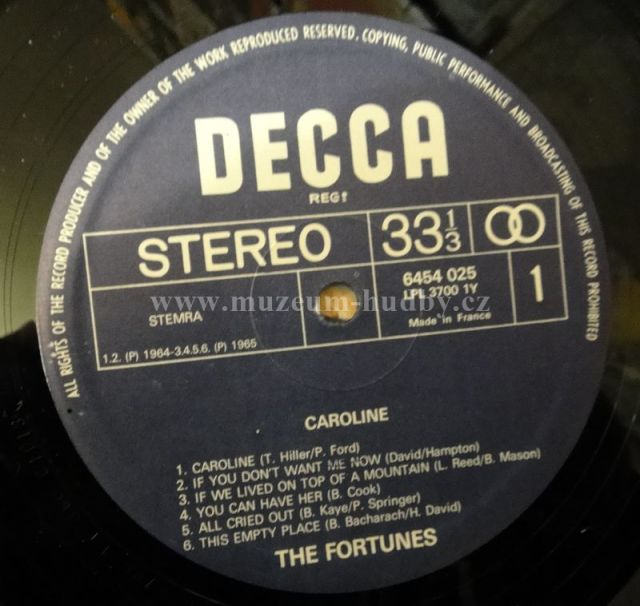 ALL RIGHTS OF THE RECORD PRODUCER AND OF THE OWNER OF THE WORK REPRODUCED RESERVED. COPYING, PUBLIC PERFORMANCE AND BROADCASTING OF THIS RECORD PROHIBITED
DECCA
REGᵈ
STEREO
33⅓
STEMRA
6454 025
LPL 3700 1Y
Made in France
1
1.2. (P) 1964-3.4.5.6. (P) 1965
www.muzeum-hudby.cz
CAROLINE
1. CAROLINE (T. Hiller/P. Ford)
2. IF YOU DON'T WANT ME NOW (David/Hampton)
3. IF WE LIVED ON TOP OF A MOUNTAIN (L. Reed/B. Mason)
4. YOU CAN HAVE HER (B. Cook)
5. ALL CRIED OUT (B. Kaye/P. Springer)
6. THIS EMPTY PLACE (B. Bacharach/H. David)
THE FORTUNES